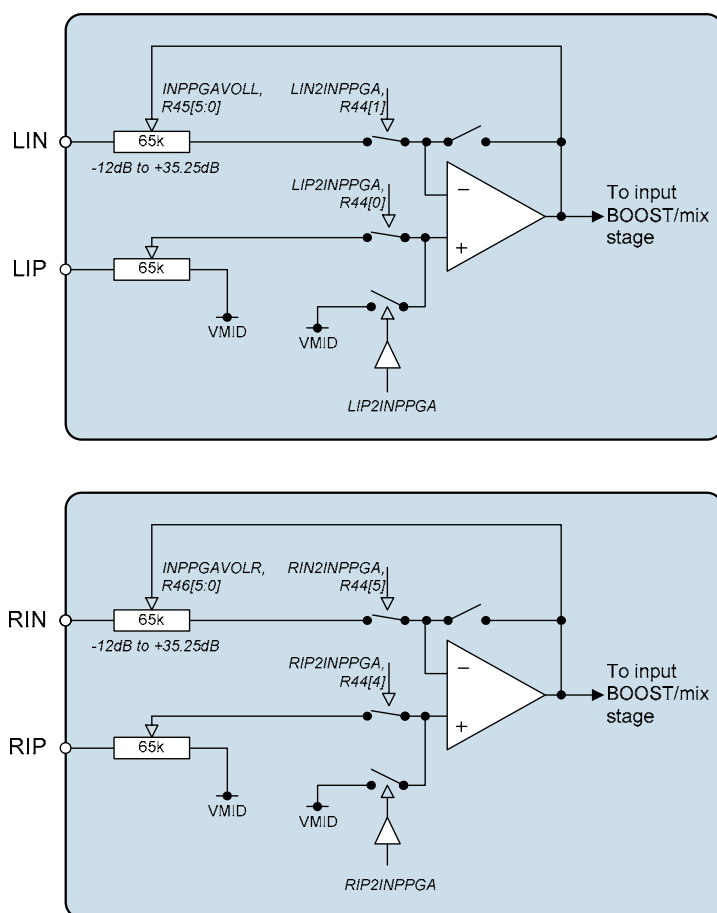 INPPGAVOLL,
R45[5:0]
LIN2INPPGA,
R44[1]
LIN
65k
-12dB to +35.25dB
LIP2INPPGA,
R44[0]
−
+
To input
BOOST/mix
stage
LIP
65k
VMID
VMID
LIP2INPPGA
INPPGAVOLR,
R46[5:0]
RIN2INPPGA,
R44[5]
RIN
65k
-12dB to +35.25dB
RIP2INPPGA,
R44[4]
−
+
To input
BOOST/mix
stage
RIP
65k
VMID
VMID
RIP2INPPGA